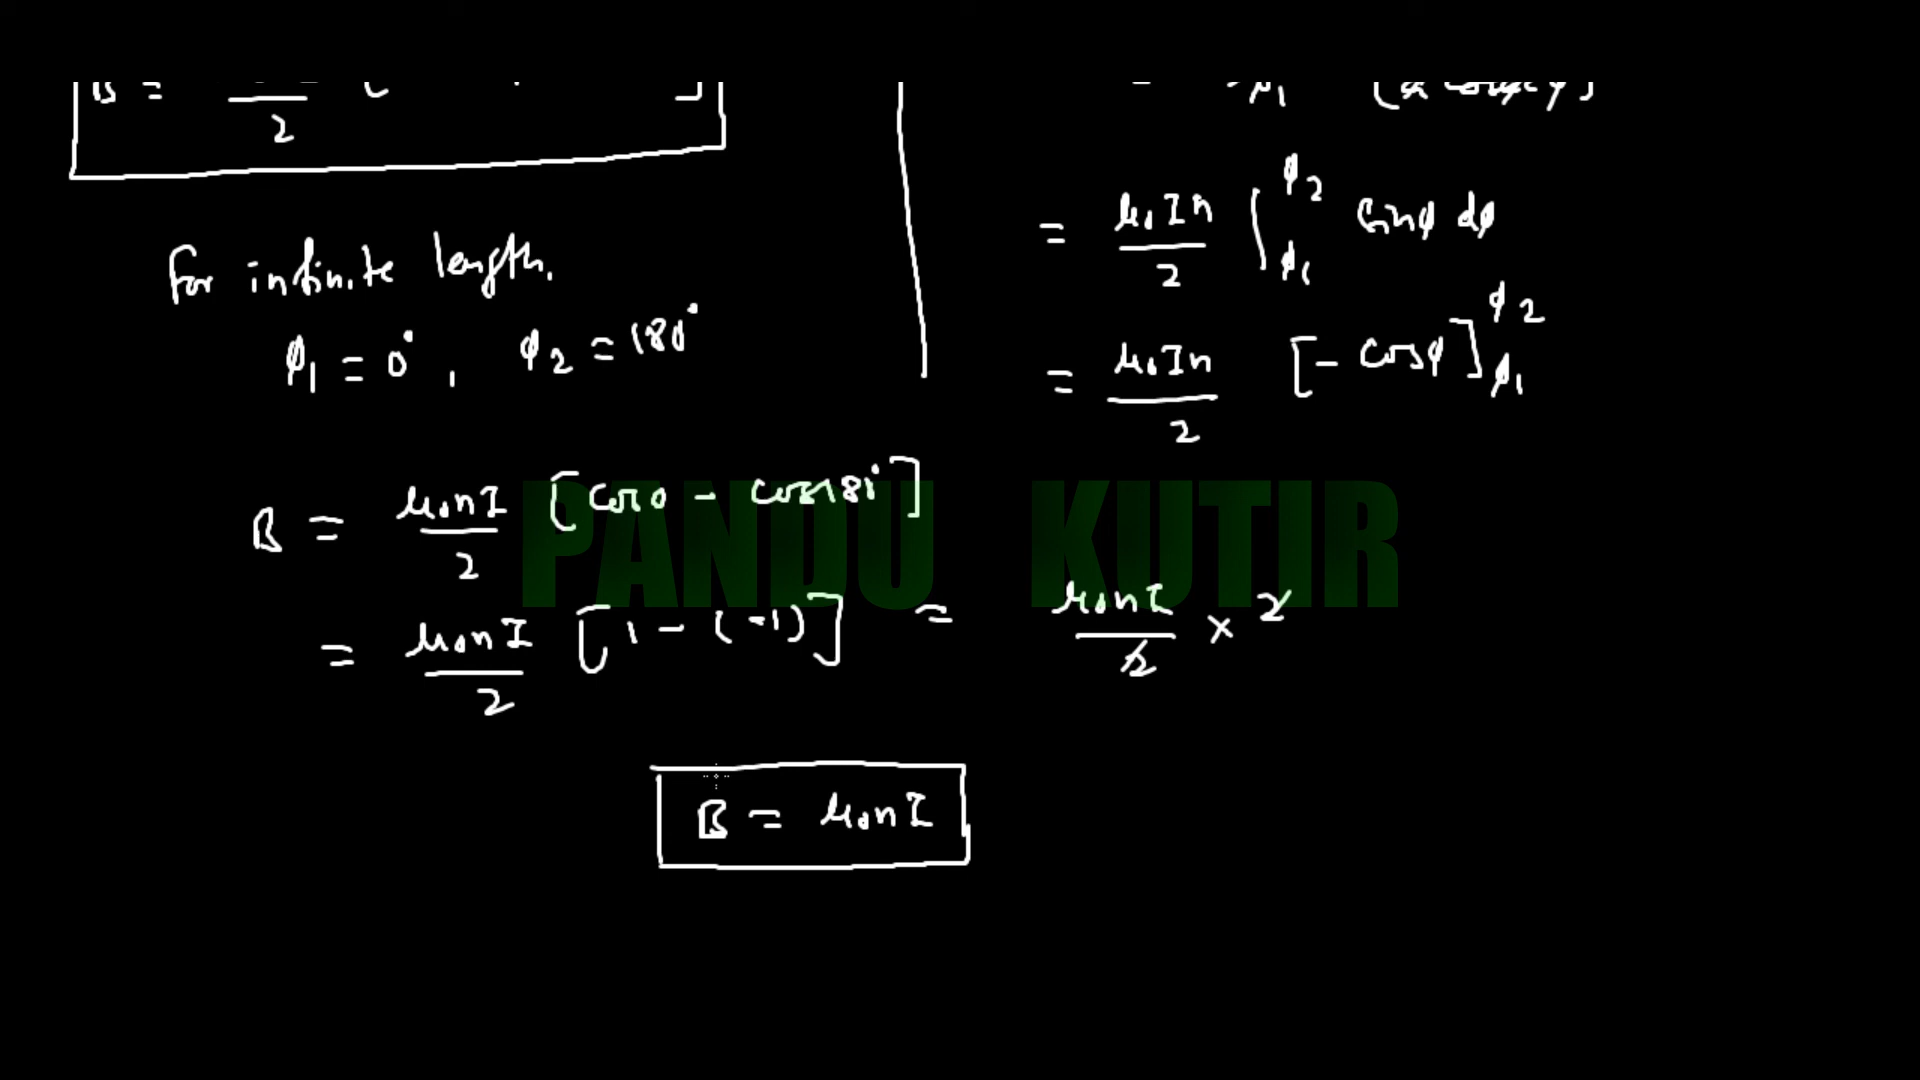 B =
2
For infinite length.
φ₁ = 0°, φ₂ = 180°
B = μ₀nI/2 [cos0 - cos180°]
= μ₀nI/2 [1 - (-1)] = μ₀nI/2 × 2
B = μ₀nI
= μ₀In/2 ∫φ₁^φ₂ sinφ dφ
= μ₀In/2 [- cosφ]φ₁^φ₂
PANDU KUTIR